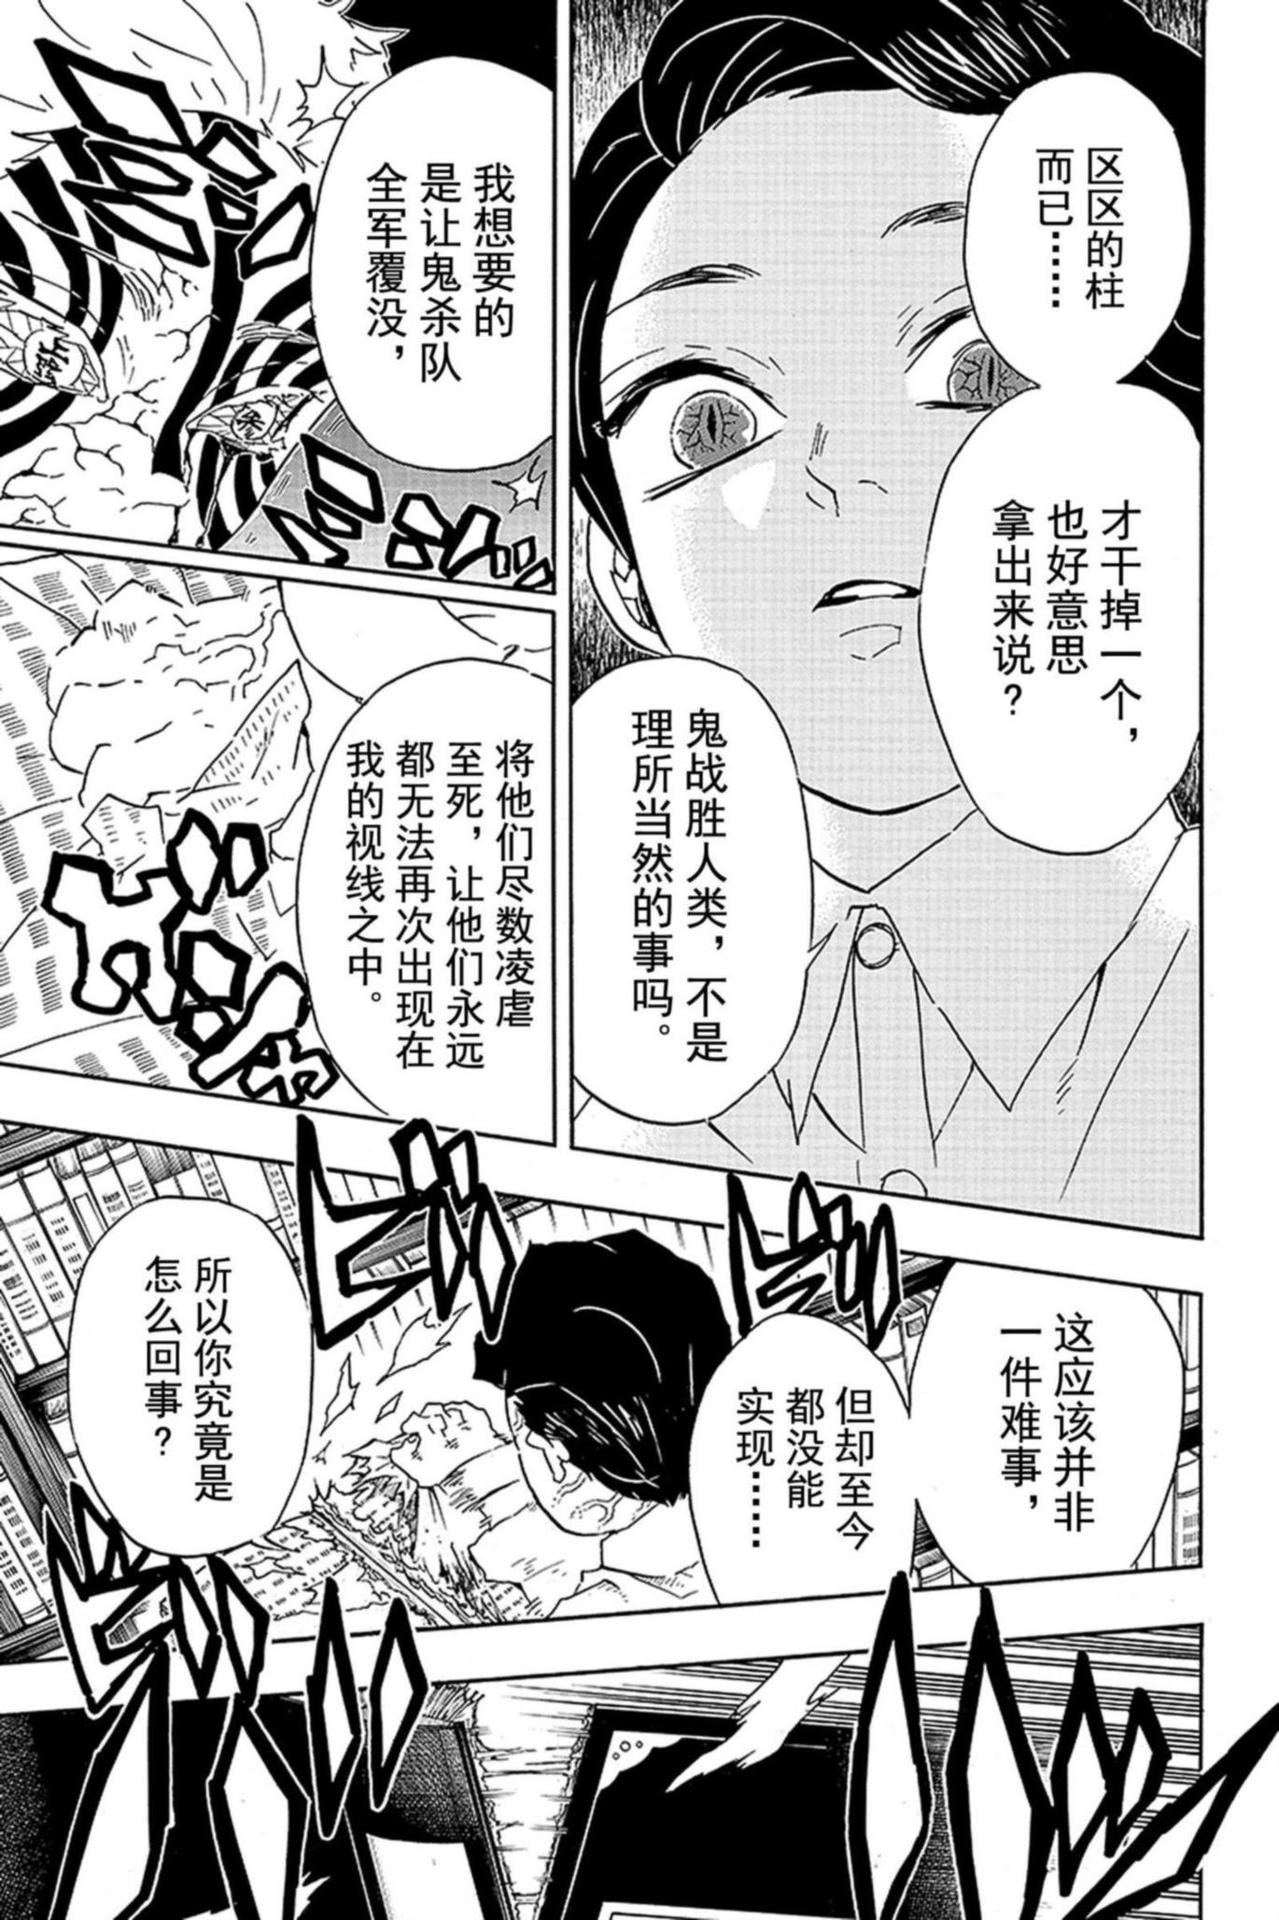 区区的柱
而已……
才干掉一个，
也好意思
拿出来说？
鬼战胜人类，不是
理所当然的事吗。
我想要的
是让鬼杀队
全军覆没，
将他们尽数凌虐
至死，让他们永远
都无法再次出现在
我的视线之中。
这应该并非
一件难事，
但却至今
都没能
实现……
所以你究竟是
怎么回事？